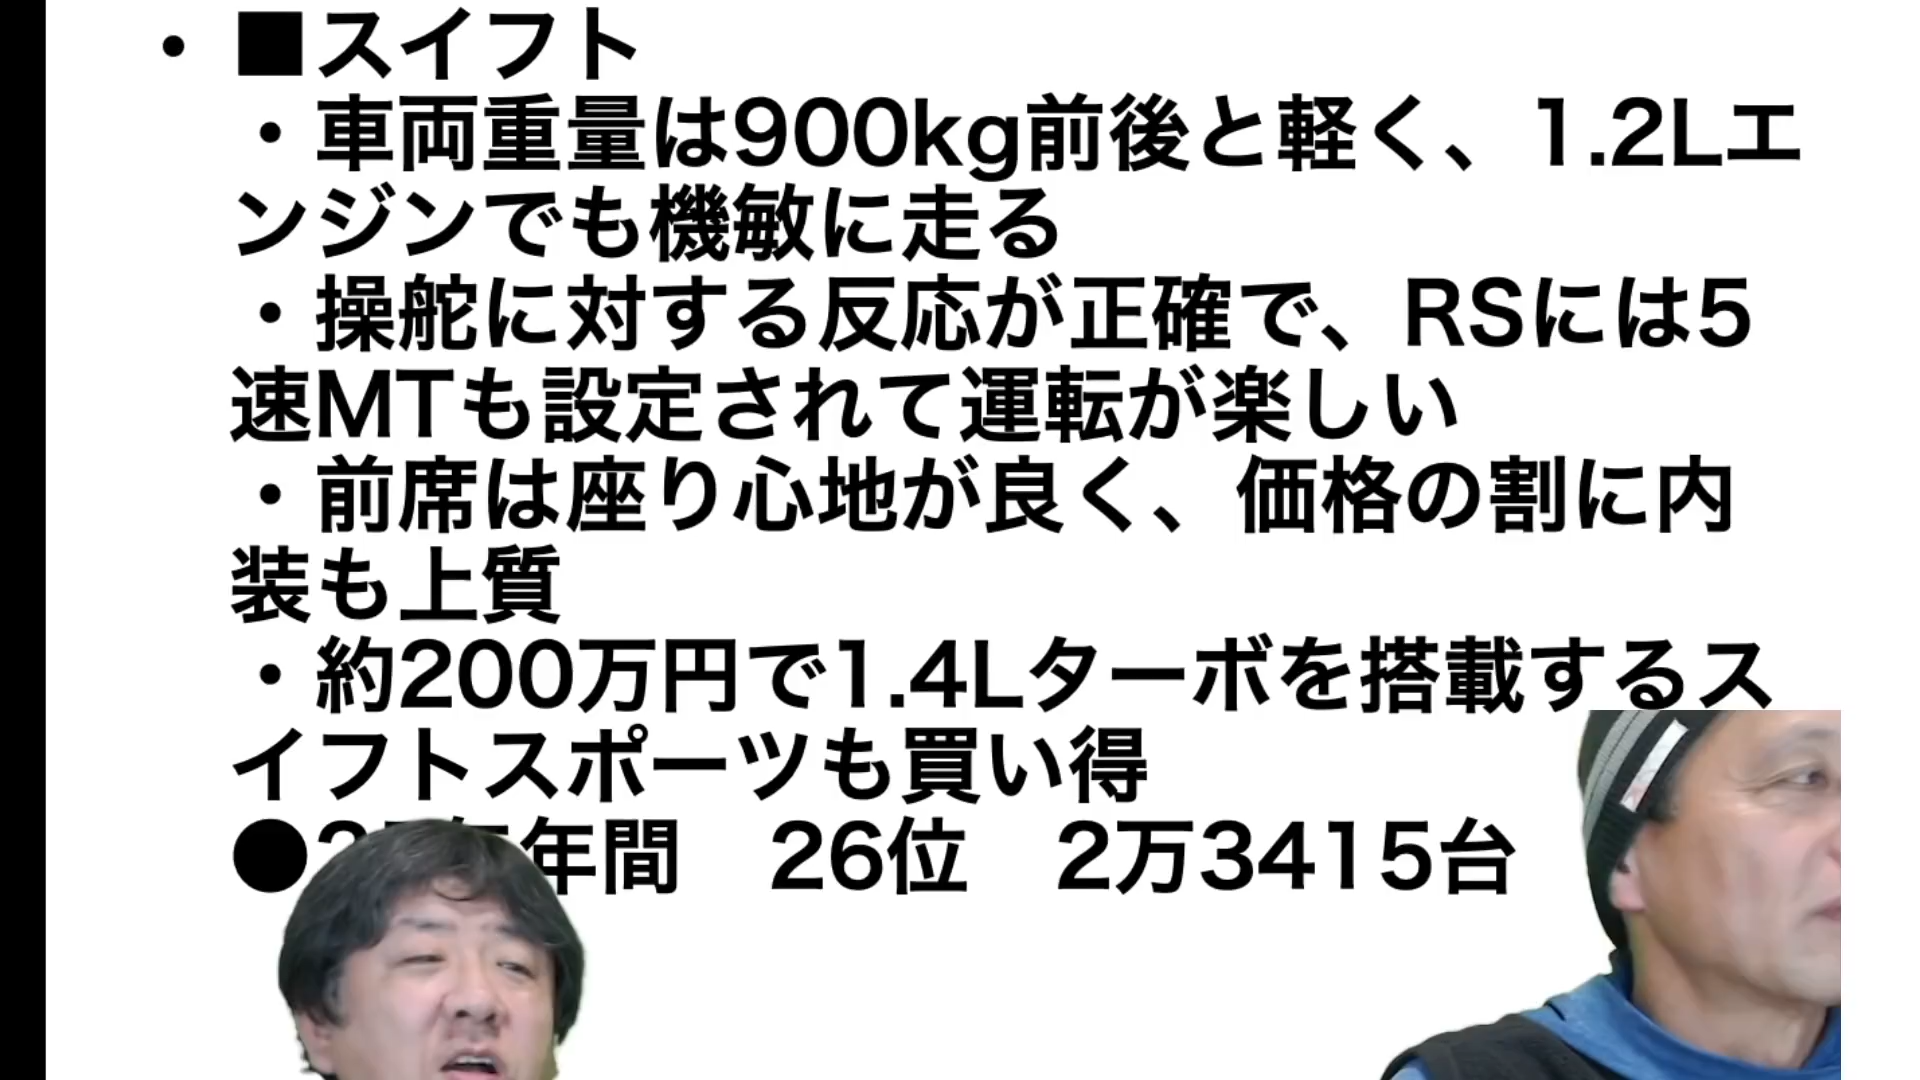 • ■スイフト
・車両重量は900kg前後と軽く、1.2Lエ
ンジンでも機敏に走る
・操舵に対する反応が正確で、RSには5
速MTも設定されて運転が楽しい
・前席は座り心地が良く、価格の割に内
装も上質
・約200万円で1.4Lターボを搭載するス
イフトスポーツも買い得
● 年間　26位　2万3415台